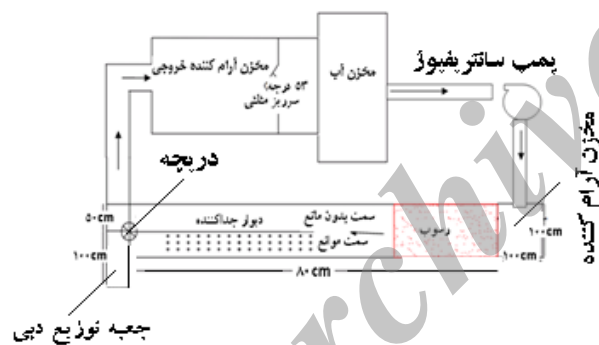 پمپ سانتریفیوژ
مخزن آب
مخزن آرام کننده خروجی
۵۳ درجه
سرریز مثلثی
مخزن آرام کننده
دریچه
۵۰cm
دیوار جداکننده
سمت بدون مانع
سمت موانع
رسوب
۱۰۰cm
۱۰۰cm
۱۰۰cm
۸۰cm
جعبه توزیع دبی
Archive